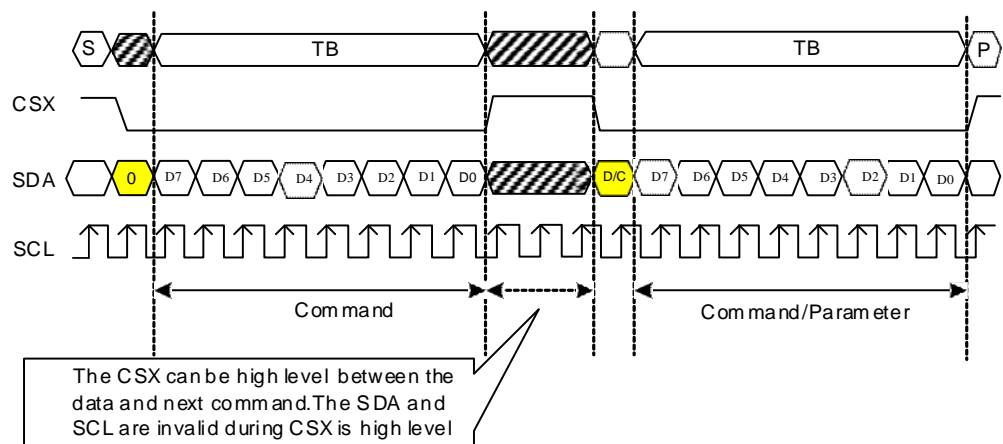 S TB TB P
CSX
SDA 0 D7 D6 D5 D4 D3 D2 D1 D0 D/C D7 D6 D5 D4 D3 D2 D1 D0
SCL
Command Command/Parameter
The CSX can be high level between the
data and next command.The SDA and
SCL are invalid during CSX is high level